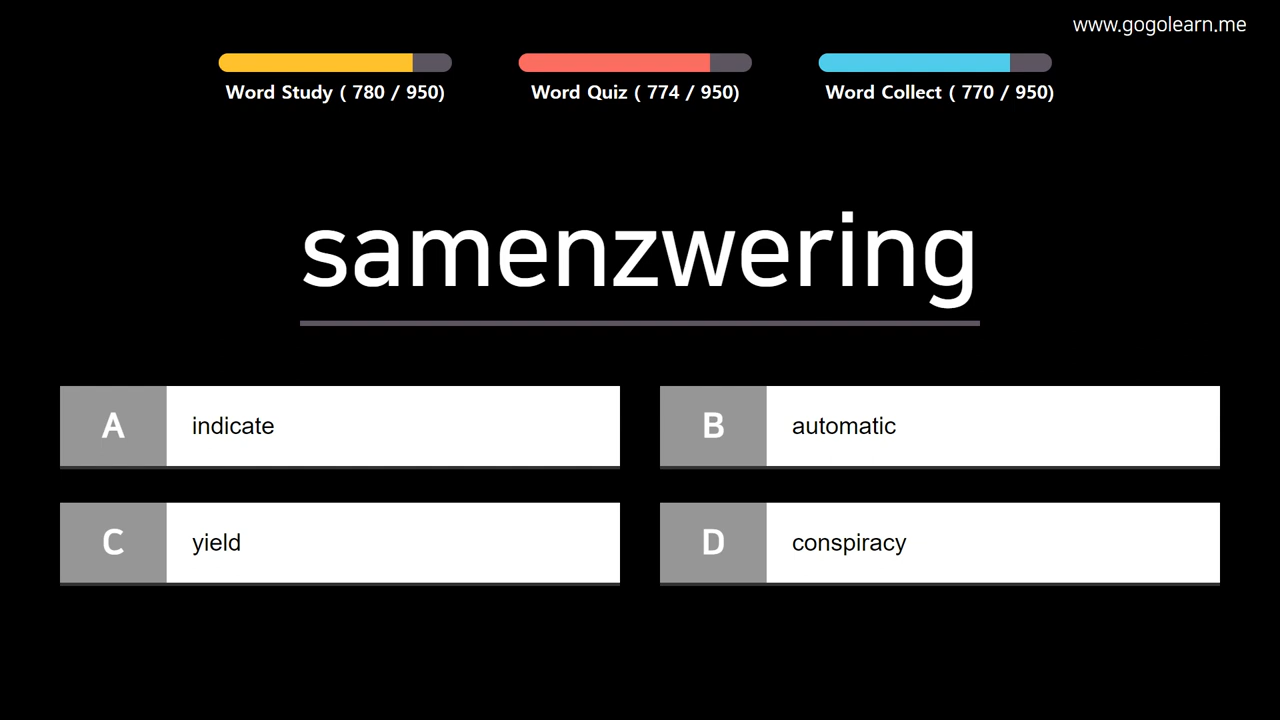 www.gogolearn.me
Word Study ( 780 / 950)
Word Quiz ( 774 / 950)
Word Collect ( 770 / 950)
samenzwering
A indicate
B automatic
C yield
D conspiracy